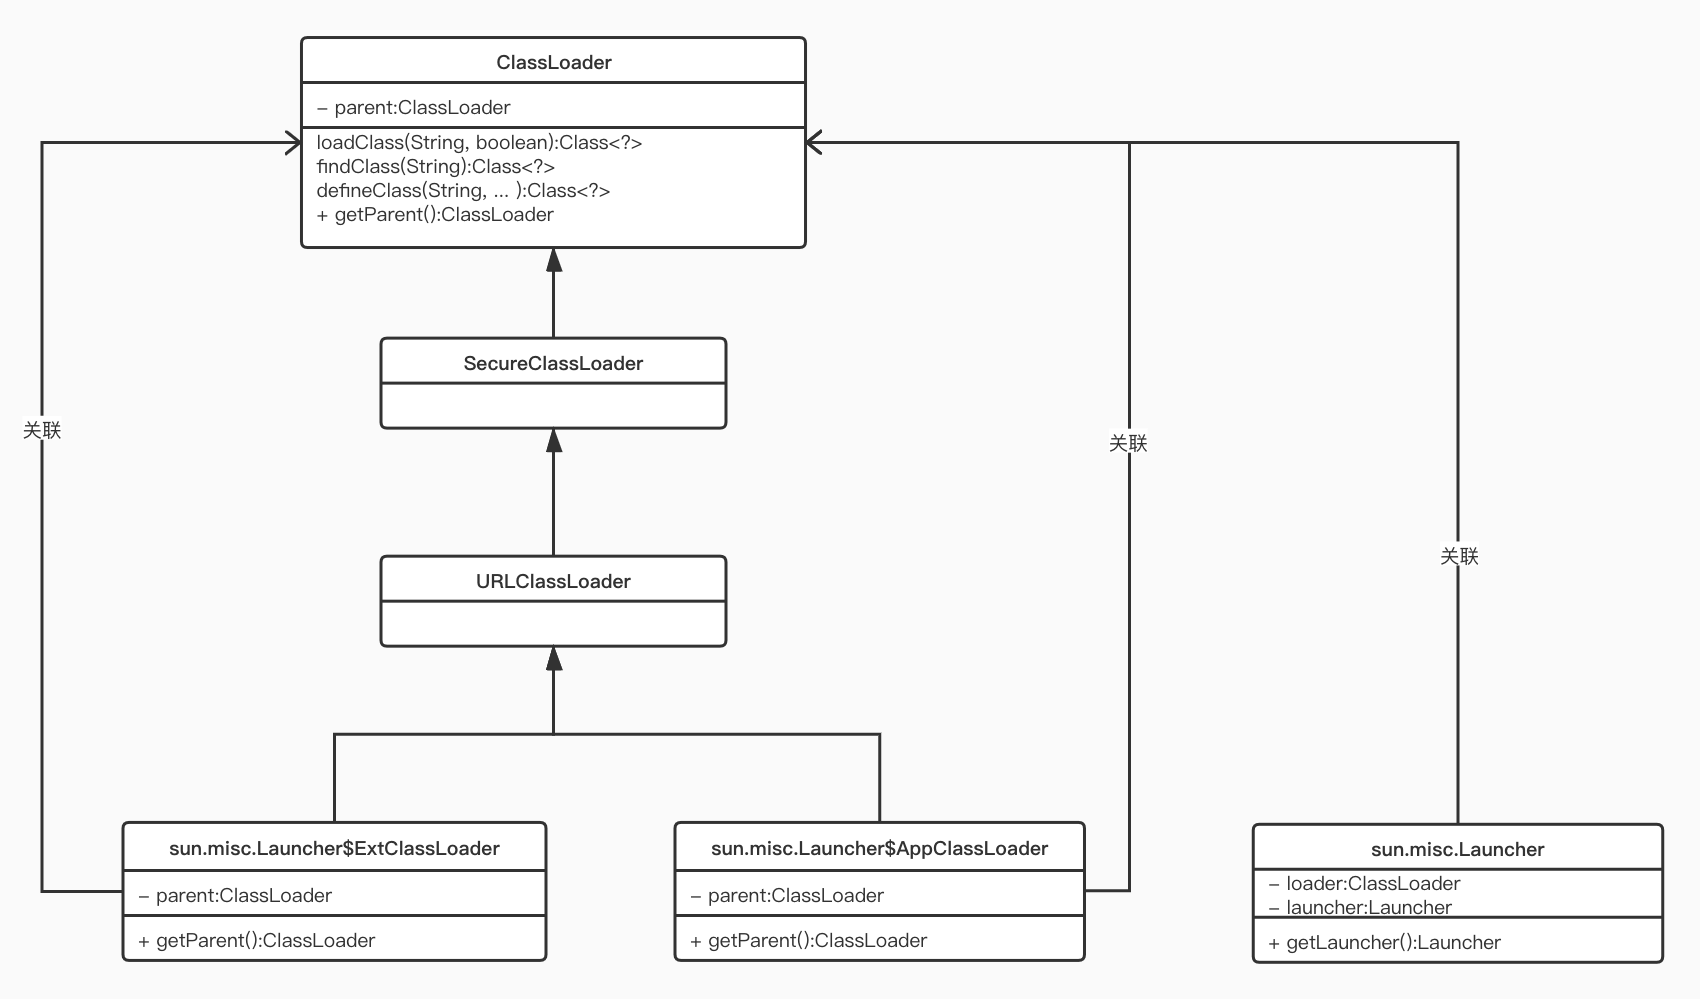 ClassLoader
– parent:ClassLoader
loadClass(String, boolean):Class<?>
findClass(String):Class<?>
defineClass(String, ... ):Class<?>
+ getParent():ClassLoader
SecureClassLoader
关联
关联
关联
URLClassLoader
sun.misc.Launcher$ExtClassLoader
– parent:ClassLoader
+ getParent():ClassLoader
sun.misc.Launcher$AppClassLoader
– parent:ClassLoader
+ getParent():ClassLoader
sun.misc.Launcher
– loader:ClassLoader
– launcher:Launcher
+ getLauncher():Launcher